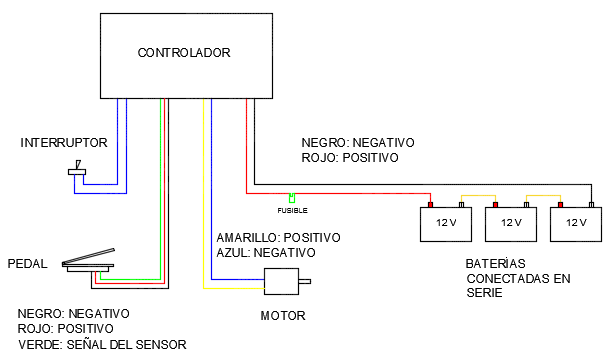 CONTROLADOR
INTERRUPTOR
NEGRO: NEGATIVO
ROJO: POSITIVO
FUSIBLE
12 V
12 V
12 V
AMARILLO: POSITIVO
AZUL: NEGATIVO
PEDAL
BATERÍAS
CONECTADAS EN
SERIE
MOTOR
NEGRO: NEGATIVO
ROJO: POSITIVO
VERDE: SEÑAL DEL SENSOR